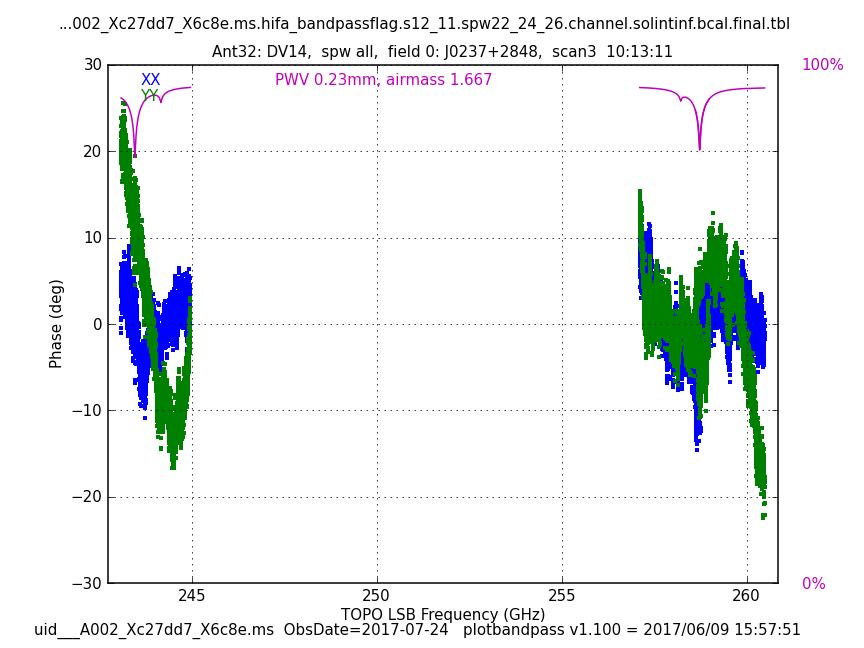 ...002_Xc27dd7_X6c8e.ms.hifa_bandpassflag.s12_11.spw22_24_26.channel.solintinf.bcal.final.tbl
Ant32: DV14,  spw all,  field 0: J0237+2848,  scan3  10:13:11
30
100%
XX
PWV 0.23mm, airmass 1.667
YY
20
10
Phase (deg)
0
−10
−20
−30
0%
245
250
255
260
TOPO LSB Frequency (GHz)
uid___A002_Xc27dd7_X6c8e.ms  ObsDate=2017-07-24   plotbandpass v1.100 = 2017/06/09 15:57:51